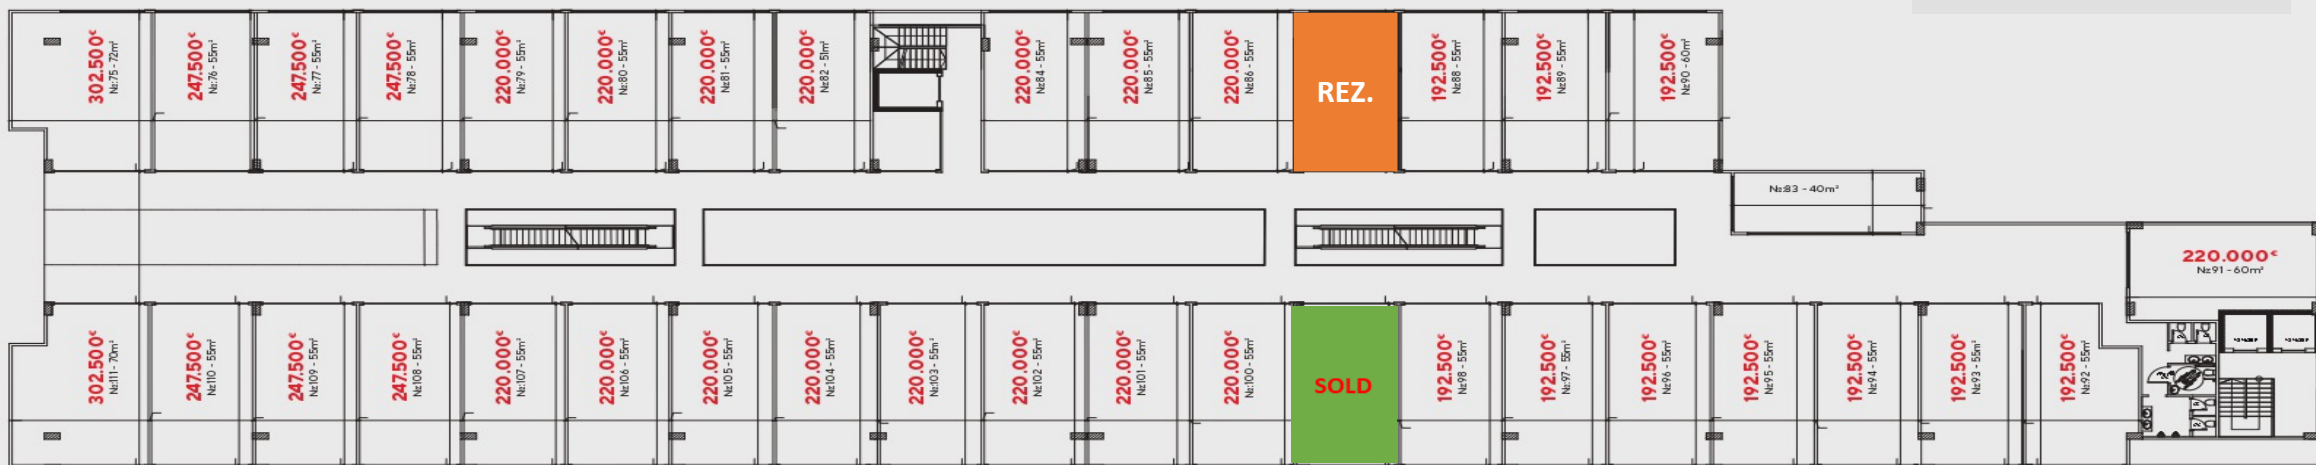 302.500€
№:75 - 72m²
247.500€
№:76 - 55m²
247.500€
№:77 - 55m²
247.500€
№:78 - 55m²
220.000€
№:79 - 55m²
220.000€
№:80 - 55m²
220.000€
№:81 - 55m²
220.000€
№:82 - 51m²
220.000€
№:84 - 55m²
220.000€
№:85 - 55m²
220.000€
№:86 - 55m²
REZ.
192.500€
№:88 - 55m²
192.500€
№:89 - 55m²
192.500€
№:90 - 60m²
№:83 - 40m²
220.000€
№:91 - 60m²
302.500€
№:111 - 70m²
247.500€
№:110 - 55m²
247.500€
№:109 - 55m²
247.500€
№:108 - 55m²
220.000€
№:107 - 55m²
220.000€
№:106 - 55m²
220.000€
№:105 - 55m²
220.000€
№:104 - 55m²
220.000€
№:103 - 55m²
220.000€
№:102 - 55m²
220.000€
№:101 - 55m²
220.000€
№:100 - 55m²
SOLD
192.500€
№:98 - 55m²
192.500€
№:97 - 55m²
192.500€
№:96 - 55m²
192.500€
№:95 - 55m²
192.500€
№:94 - 55m²
192.500€
№:93 - 55m²
192.500€
№:92 - 55m²